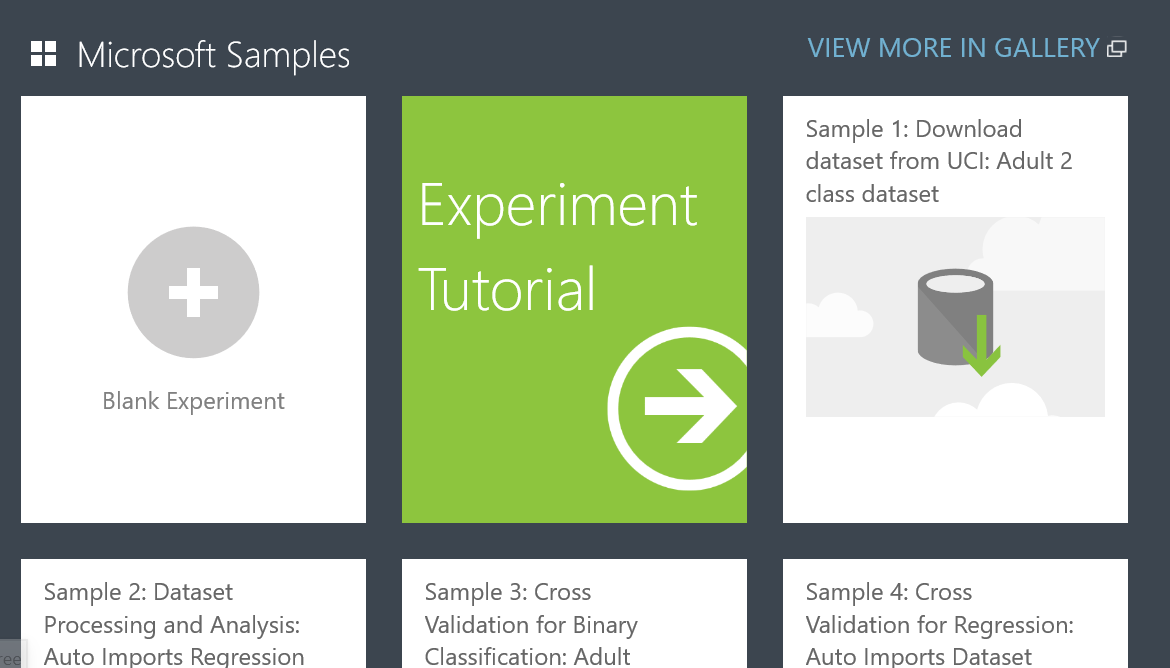 Microsoft Samples
VIEW MORE IN GALLERY
Blank Experiment
Experiment
Tutorial
Sample 1: Download
dataset from UCI: Adult 2
class dataset
Sample 2: Dataset
Processing and Analysis:
Auto Imports Regression
Sample 3: Cross
Validation for Binary
Classification: Adult
Sample 4: Cross
Validation for Regression:
Auto Imports Dataset